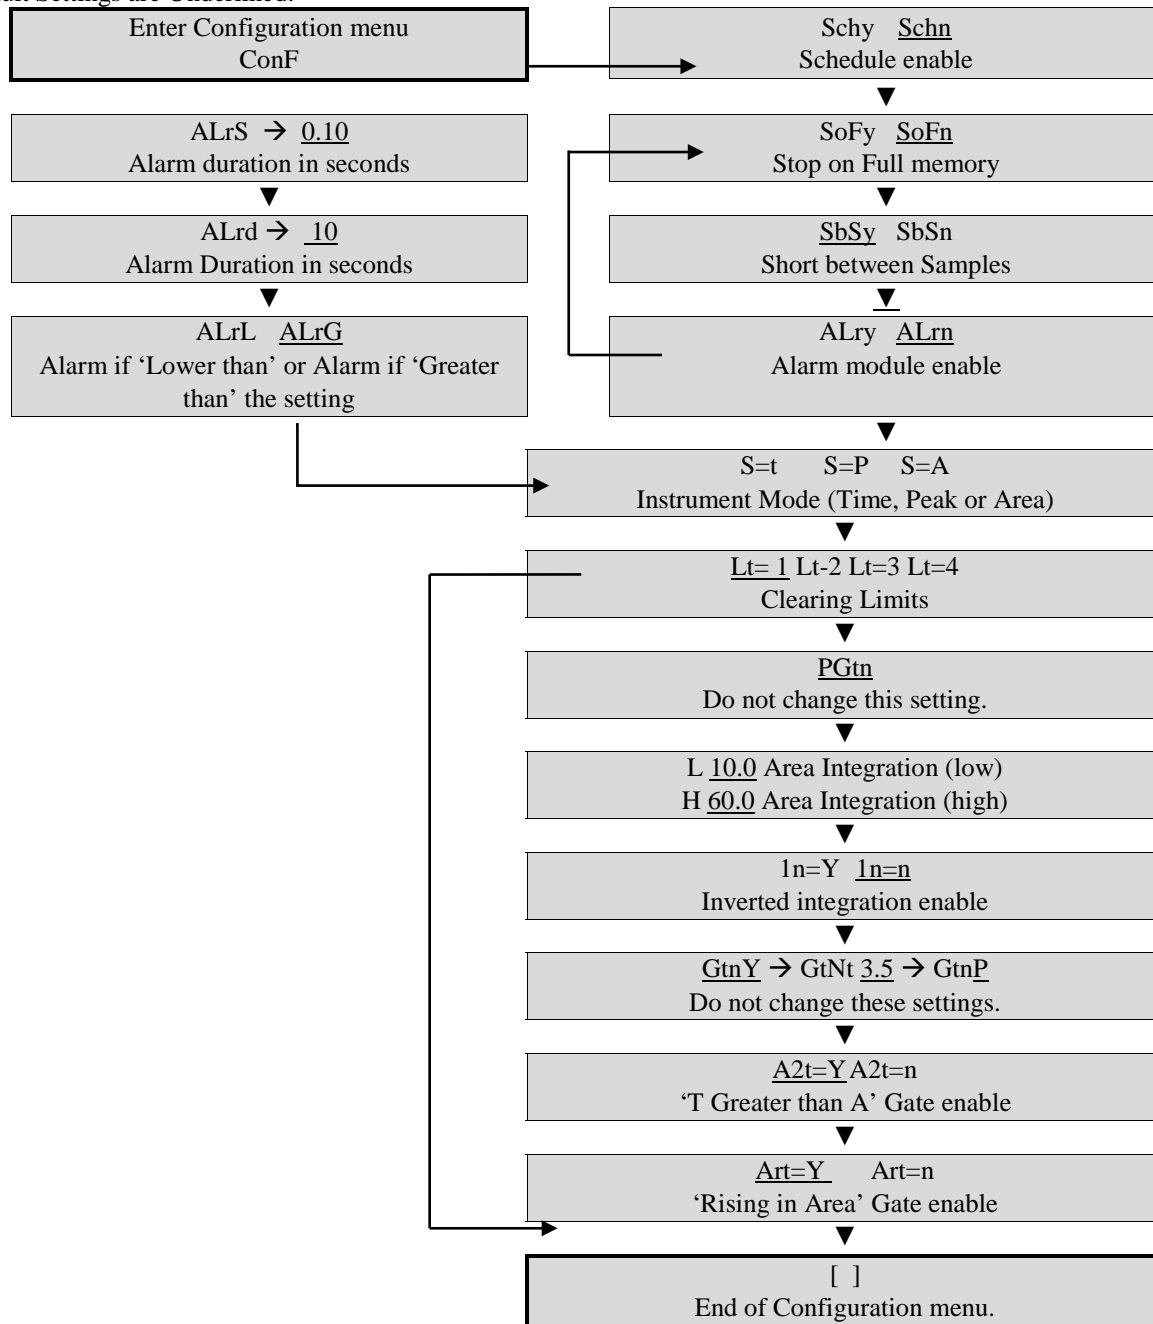 Enter Configuration menu
ConF
Schy Schn
Schedule enable
ALrS → 0.10
Alarm duration in seconds
SoFy SoFn
Stop on Full memory
ALrd → 10
Alarm Duration in seconds
SbSy SbSn
Short between Samples
ALrL ALrG
Alarm if ‘Lower than’ or Alarm if ‘Greater
than’ the setting
ALry ALrn
Alarm module enable
S=t S=P S=A
Instrument Mode (Time, Peak or Area)
Lt= 1 Lt-2 Lt=3 Lt=4
Clearing Limits
PGtn
Do not change this setting.
L 10.0 Area Integration (low)
H 60.0 Area Integration (high)
1n=Y 1n=n
Inverted integration enable
GtnY → GtNt 3.5 → GtnP
Do not change these settings.
A2t=Y A2t=n
‘T Greater than A’ Gate enable
Art=Y Art=n
‘Rising in Area’ Gate enable
[ ]
End of Configuration menu.